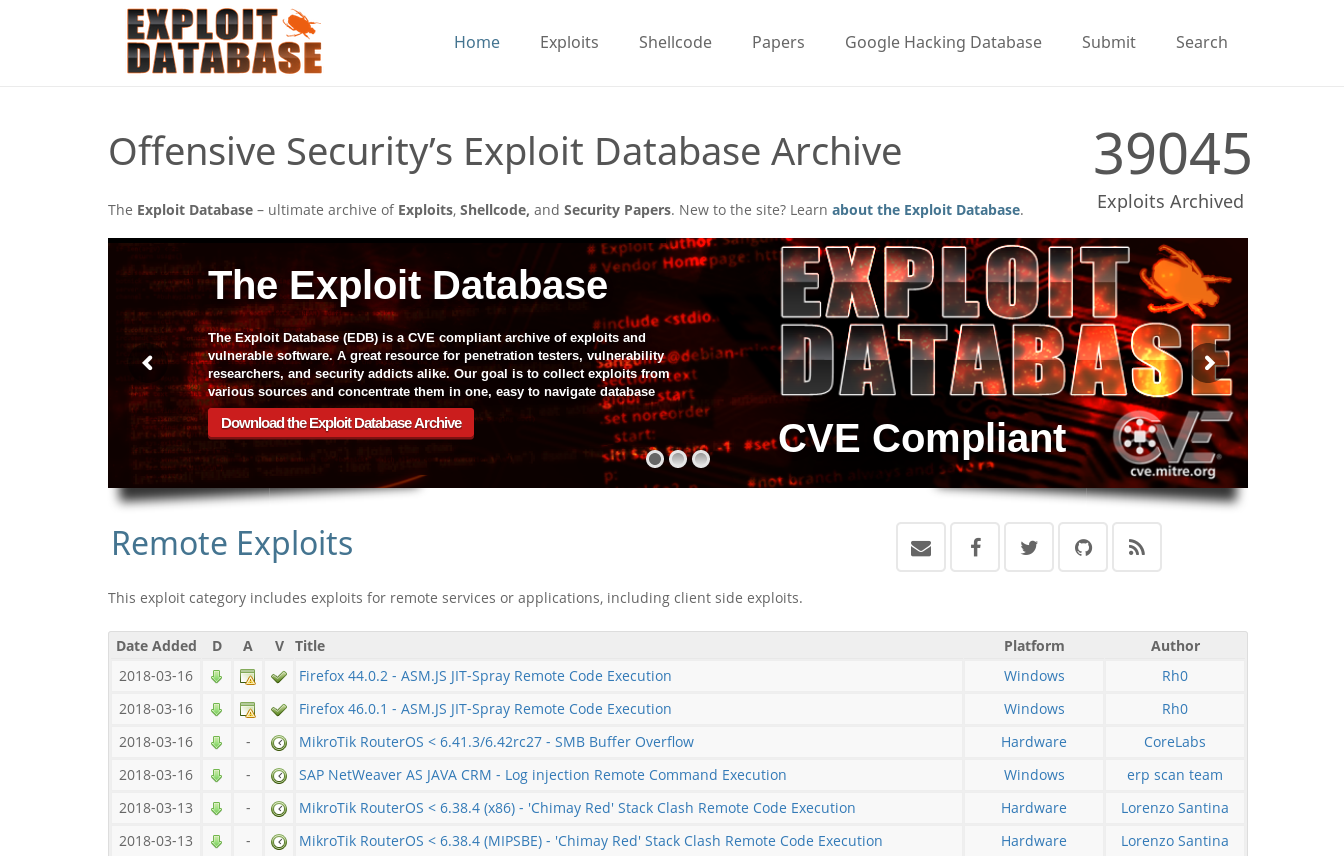 EXPLOIT
DATABASE
Home Exploits Shellcode Papers Google Hacking Database Submit Search
Offensive Security’s Exploit Database Archive
39045
Exploits Archived
The Exploit Database – ultimate archive of Exploits, Shellcode, and Security Papers. New to the site? Learn about the Exploit Database.
# Exploit Author:
# Vendor Homepage:
The Exploit Database
The Exploit Database (EDB) is a CVE compliant archive of exploits and
vulnerable software. A great resource for penetration testers, vulnerability
researchers, and security addicts alike. Our goal is to collect exploits from
various sources and concentrate them in one, easy to navigate database
Download the Exploit Database Archive
#include <stdio
start:
EXPLOIT
DATABASE
CVE Compliant
CVE
cve.mitre.org
Remote Exploits
This exploit category includes exploits for remote services or applications, including client side exploits.
Date Added D A V Title Platform Author
2018-03-16 Firefox 44.0.2 - ASM.JS JIT-Spray Remote Code Execution Windows Rh0
2018-03-16 Firefox 46.0.1 - ASM.JS JIT-Spray Remote Code Execution Windows Rh0
2018-03-16 - MikroTik RouterOS < 6.41.3/6.42rc27 - SMB Buffer Overflow Hardware CoreLabs
2018-03-16 - SAP NetWeaver AS JAVA CRM - Log injection Remote Command Execution Windows erp scan team
2018-03-13 - MikroTik RouterOS < 6.38.4 (x86) - 'Chimay Red' Stack Clash Remote Code Execution Hardware Lorenzo Santina
2018-03-13 - MikroTik RouterOS < 6.38.4 (MIPSBE) - 'Chimay Red' Stack Clash Remote Code Execution Hardware Lorenzo Santina